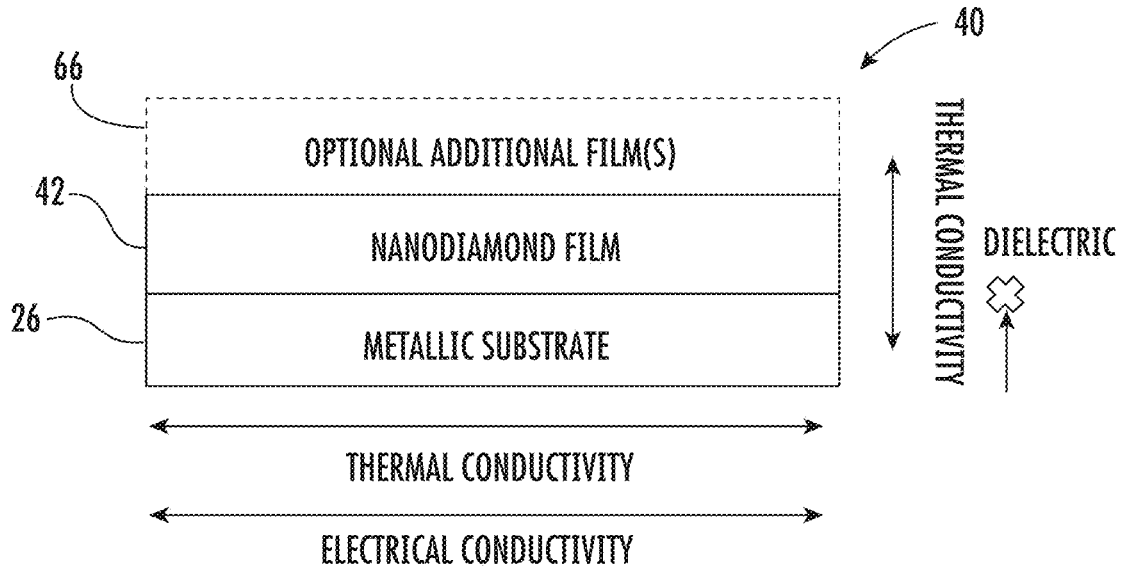 40
66
OPTIONAL ADDITIONAL FILM(S)
42
NANODIAMOND FILM
26
METALLIC SUBSTRATE
THERMAL CONDUCTIVITY
DIELECTRIC
THERMAL CONDUCTIVITY
ELECTRICAL CONDUCTIVITY